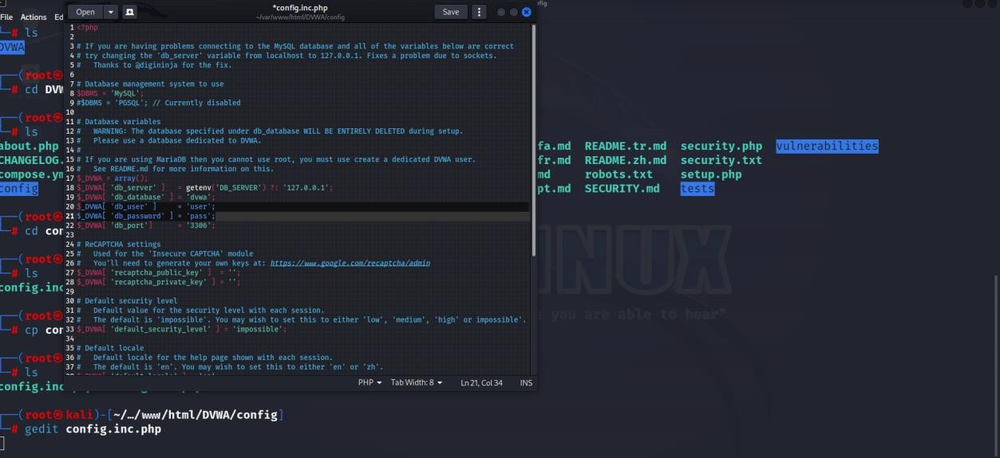 File Actions Ed
ls
DVWA
(root
# cd DVW
(root
# ls
about.php
CHANGELOG.
compose.ym
config
(root
# cd con
(root
# ls
config.inc
(root
# cp con
(root
# ls
config.inc
(root㉿kali)-[~/…/www/html/DVWA/config]
# gedit config.inc.php
Open
*config.inc.php
~/var/www/html/DVWA/config
Save
1 <?php
2
3 # If you are having problems connecting to the MySQL database and all of the variables below are correct
4 # try changing the 'db_server' variable from localhost to 127.0.0.1. Fixes a problem due to sockets.
5 #   Thanks to @digininja for the fix.
6
7 # Database management system to use
8 $DBMS = 'MySQL';
9 #$DBMS = 'PGSQL'; // Currently disabled
10
11 # Database variables
12 #   WARNING: The database specified under db_database WILL BE ENTIRELY DELETED during setup.
13 #   Please use a database dedicated to DVWA.
14 #
15 # If you are using MariaDB then you cannot use root, you must use create a dedicated DVWA user.
16 #   See README.md for more information on this.
17 $_DVWA = array();
18 $_DVWA[ 'db_server' ]   = getenv('DB_SERVER') ?: '127.0.0.1';
19 $_DVWA[ 'db_database' ] = 'dvwa';
20 $_DVWA[ 'db_user' ]     = 'user';
21 $_DVWA[ 'db_password' ] = 'pass';
22 $_DVWA[ 'db_port']      = '3306';
23
24 # ReCAPTCHA settings
25 #   Used for the 'Insecure CAPTCHA' module
26 #   You'll need to generate your own keys at: https://www.google.com/recaptcha/admin
27 $_DVWA[ 'recaptcha_public_key' ]  = '';
28 $_DVWA[ 'recaptcha_private_key' ] = '';
29
30 # Default security level
31 #   Default value for the security level with each session.
32 #   The default is 'impossible'. You may wish to set this to either 'low', 'medium', 'high' or impossible'.
33 $_DVWA[ 'default_security_level' ] = 'impossible';
34
35 # Default locale
36 #   Default locale for the help page shown with each session.
37 #   The default is 'en'. You may wish to set this to either 'en' or 'zh'.
PHP Tab Width: 8 Ln 21, Col 34 INS
fig
fa.md README.tr.md security.php vulnerabilities
fr.md README.zh.md security.txt
md robots.txt setup.php
pt.md SECURITY.md tests
INUX
you are able to hear"